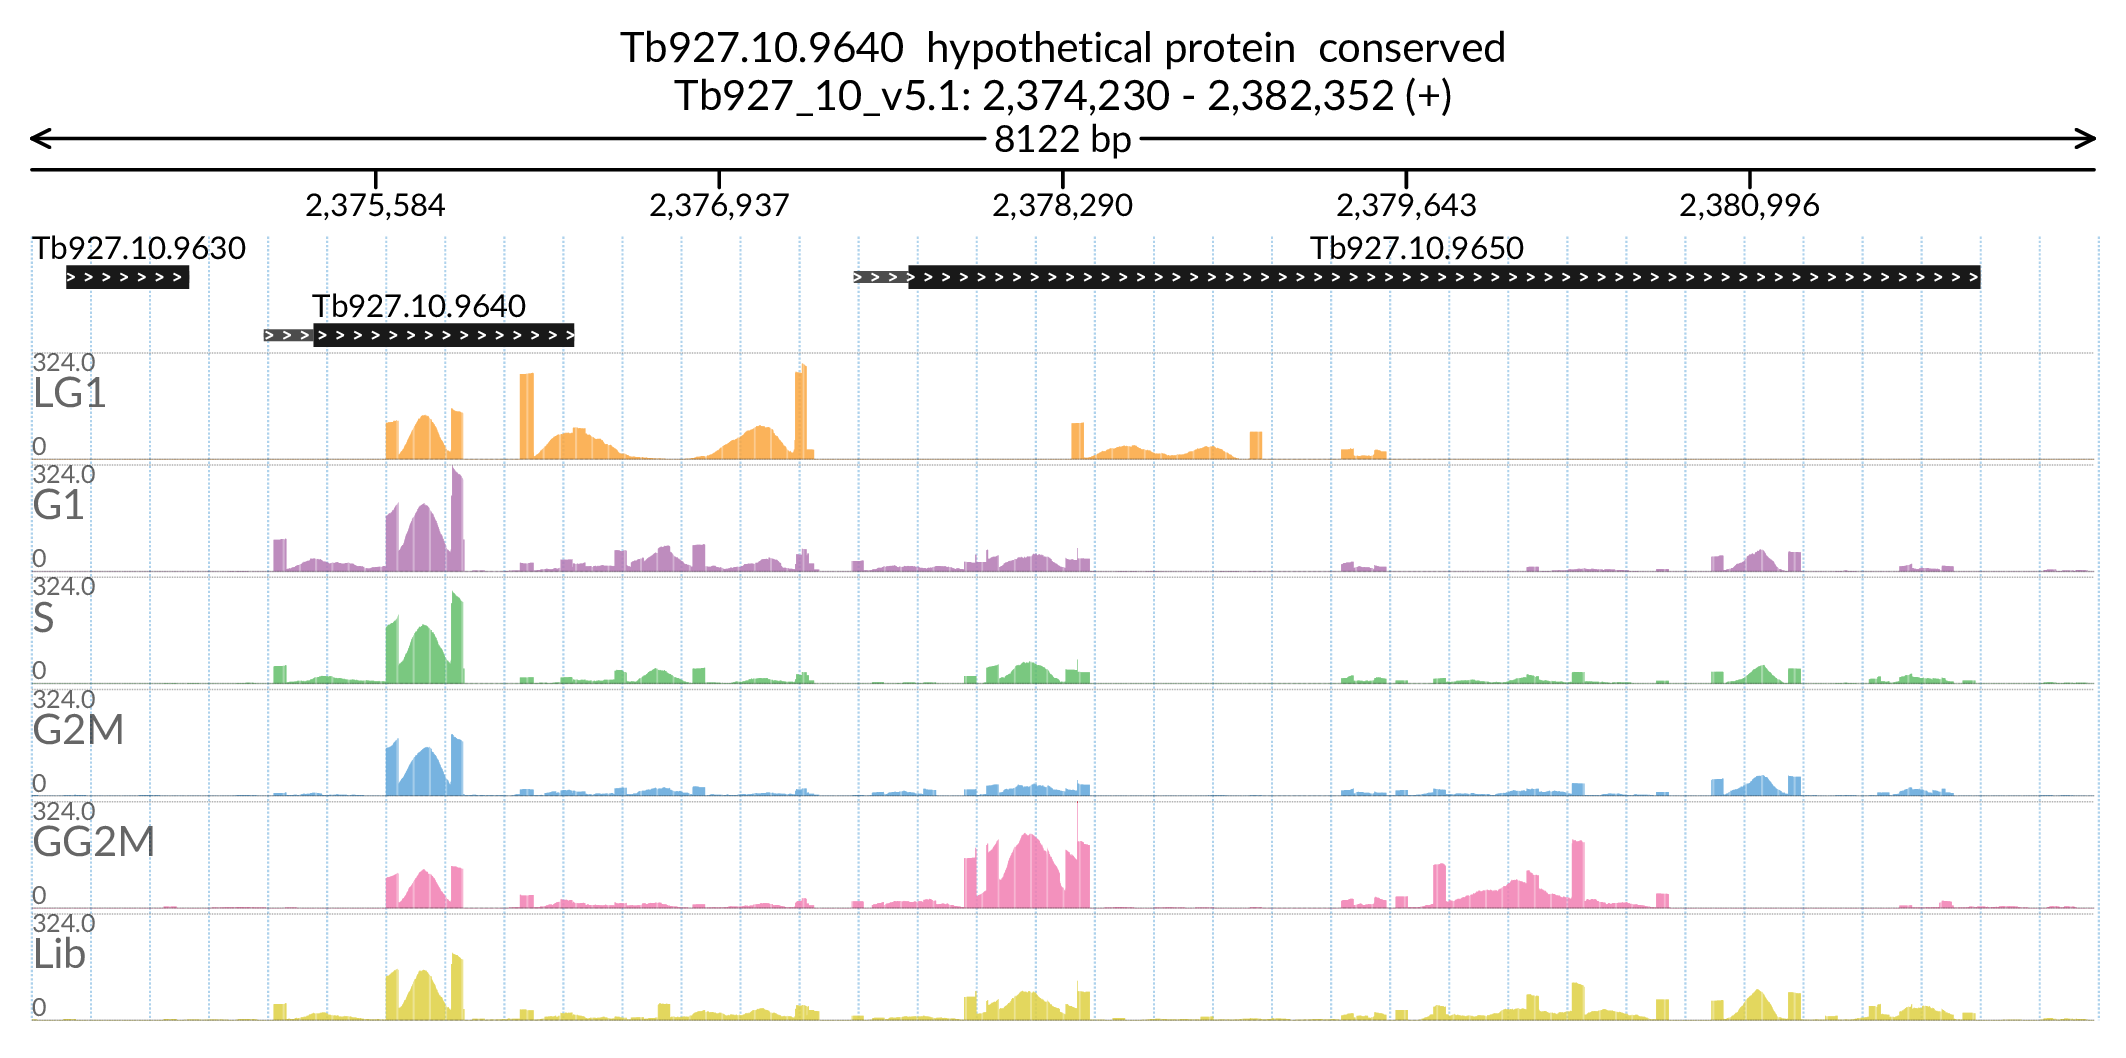 Tb927.10.9640  hypothetical protein  conserved
Tb927_10_v5.1: 2,374,230 - 2,382,352 (+)
8122 bp
2,375,584 2,376,937 2,378,290 2,379,643 2,380,996
Tb927.10.9630 Tb927.10.9650
Tb927.10.9640
324.0
LG1
0
324.0
G1
0
324.0
S
0
324.0
G2M
0
324.0
GG2M
0
324.0
Lib
0